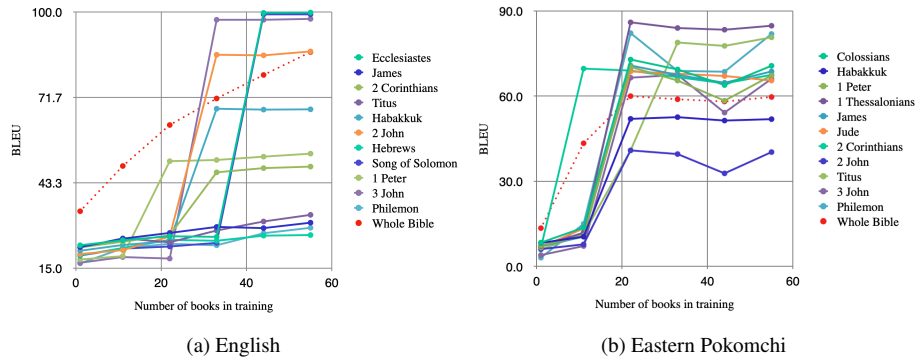 100.0
71.7
43.3
15.0
BLEU
0
10
20
30
40
50
60
Number of books in training
Ecclesiastes
James
2 Corinthians
Titus
Habakkuk
2 John
Hebrews
Song of Solomon
1 Peter
3 John
Philemon
Whole Bible
(a) English
90.0
60.0
30.0
0.0
BLEU
0
20
40
60
Number of books in training
Colossians
Habakkuk
1 Peter
1 Thessalonians
James
Jude
2 Corinthians
2 John
Titus
3 John
Philemon
Whole Bible
(b) Eastern Pokomchi